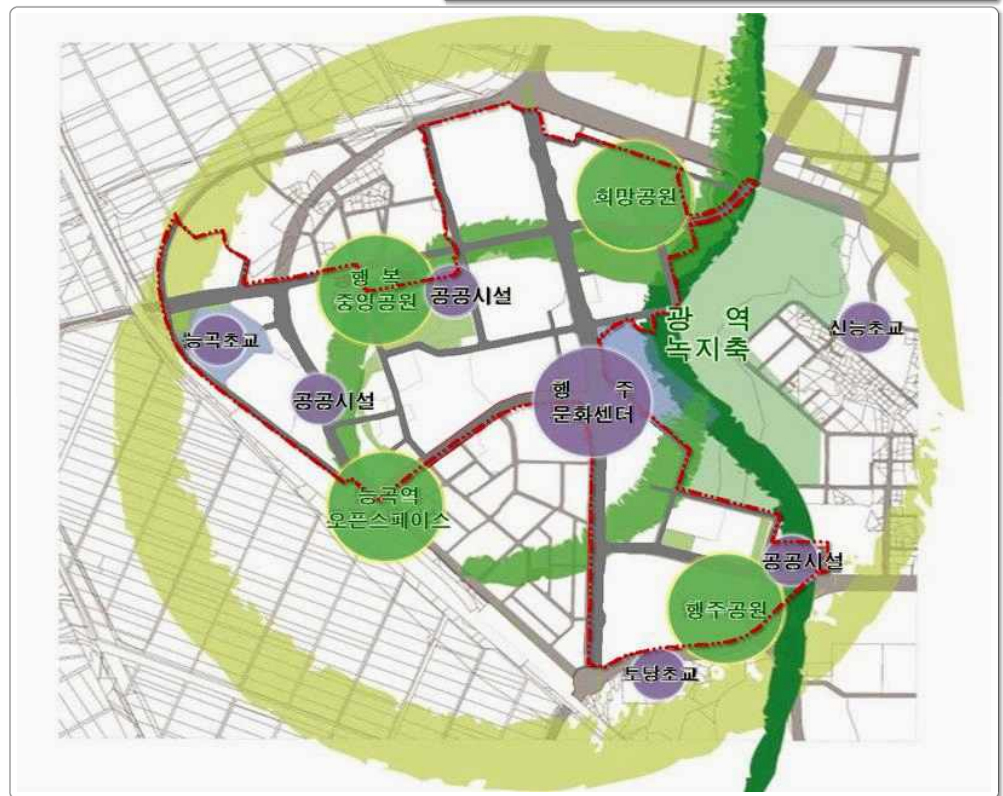 희망공원
행 복
중앙공원
공공시설
광 역
녹지축
신능초교
능곡초교
공공시설
행 주
문화센터
능곡역
오픈스페이스
공공시설
행주공원
토당초교